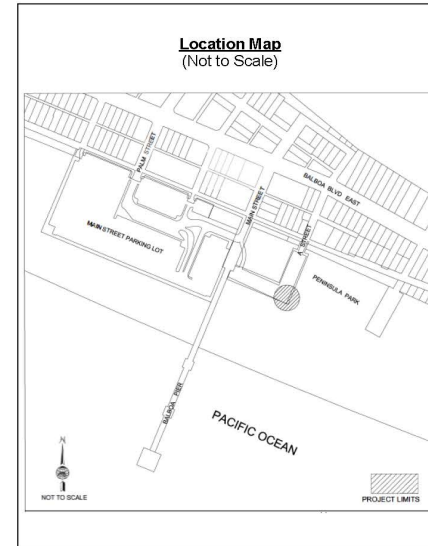 Location Map
(Not to Scale)
PALM STREET
BALBOA BLVD EAST
MAIN STREET
A STREET
MAIN STREET PARKING LOT
PENINSULA PARK
BALBOA PIER
PACIFIC OCEAN
N
NOT TO SCALE
PROJECT LIMITS